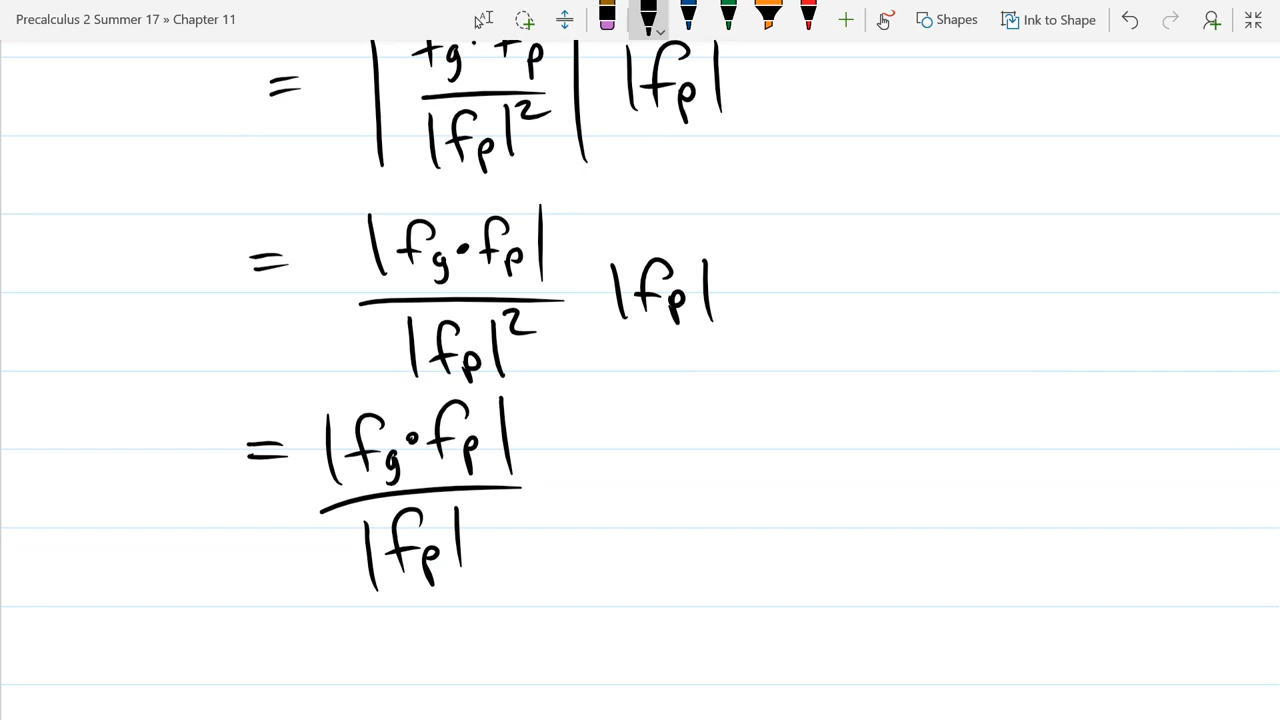 Precalculus 2 Summer 17 » Chapter 11
Shapes
Ink to Shape
= | f_g · f_p / |f_p|² | |f_p|
= |f_g · f_p| / |f_p|² |f_p|
= |f_g · f_p| / |f_p|